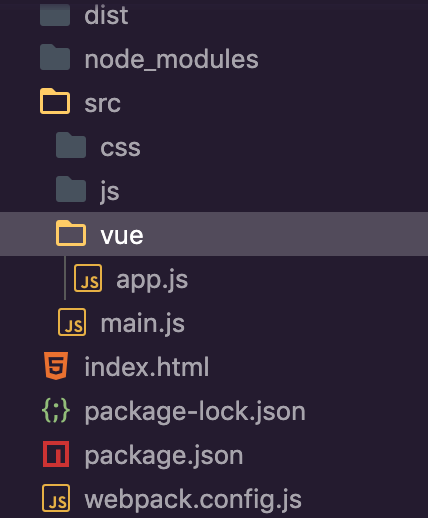 dist
node_modules
src
css
js
vue
JS app.js
JS main.js
index.html
package-lock.json
package.json
JS webpack.config.js